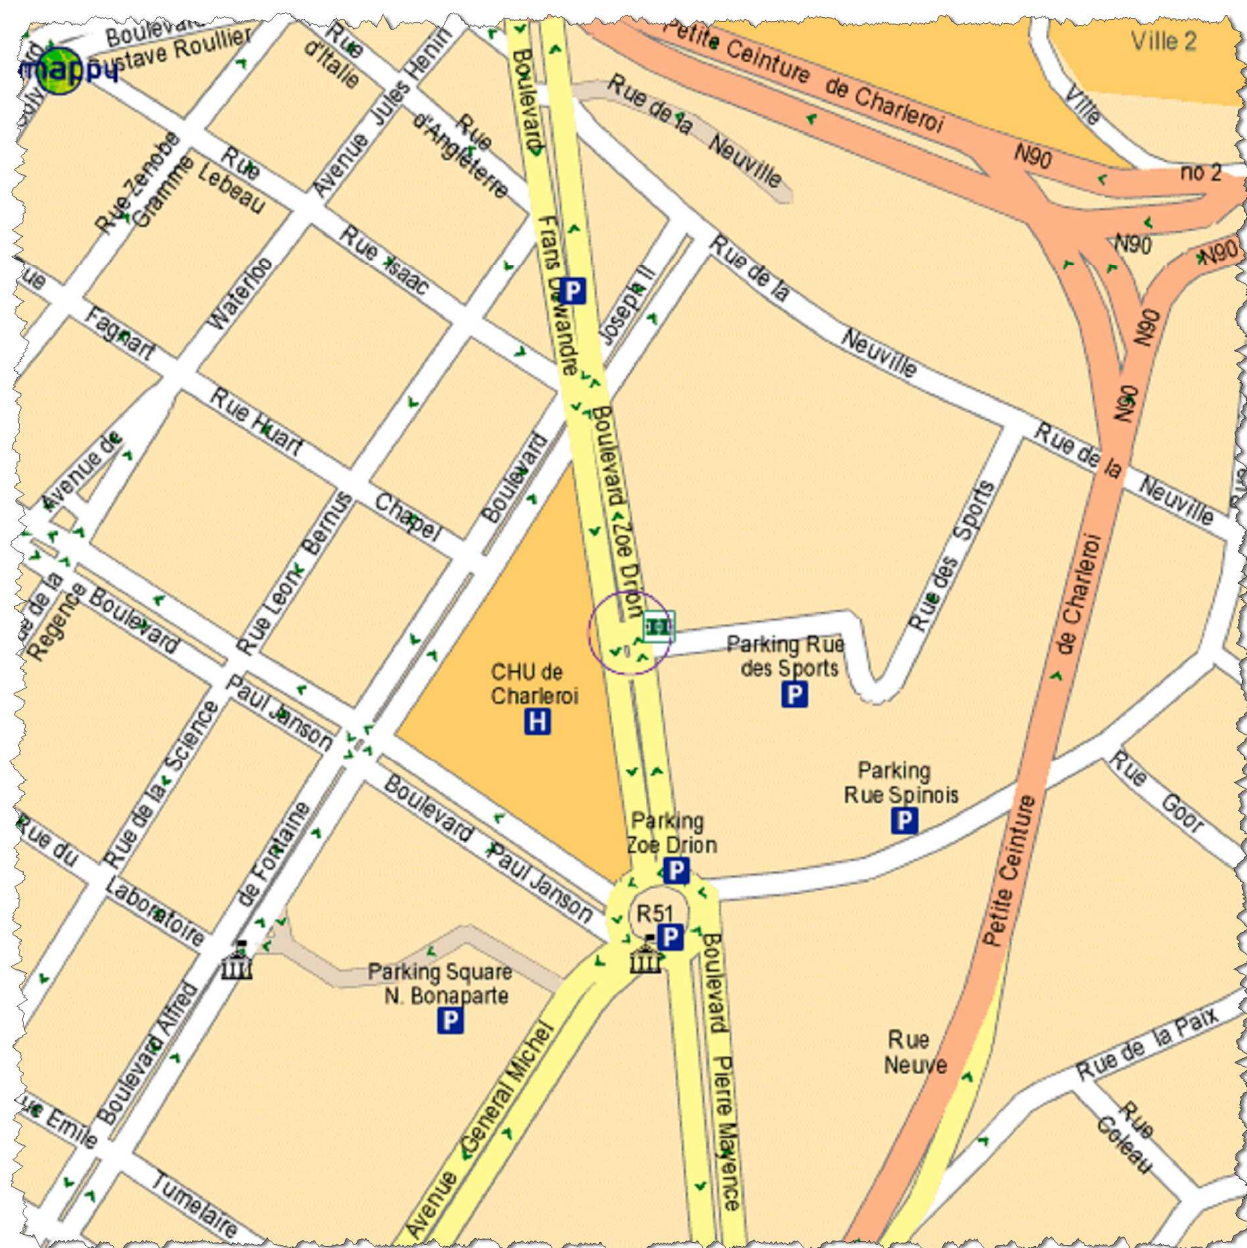 Boulevard
Gustave Roullier
mappy
Rue
d'Italie
Avenue Jules Henin
Rue
d'Angleterre
Boulevard
Rue de la Neuville
Petite Ceinture de Charleroi
Ville 2
Ville
N90
no 2
N90
N90
N90
N90
Rue Zenobe
Gramme
Rue
Lebeau
Waterloo
Rue Isaac
Frans Dewandre
P
Joseph II
Rue de la Neuville
Rue de la Neuville
Fagnart
Rue Huart
Chapel
Avenue de
Boulevard
Boulevard Zoe Drion
Rue des Sports
de Charleroi
Rue Leon Bernus
Regence
Boulevard
Paul Janson
CHU de
Charleroi
H
Parking Rue
des Sports
P
Parking
Rue Spinois
P
Rue Goor
Parking
Zoe Drion
P
Rue de la Science
Boulevard Paul Janson
de Fontaine
Rue du
Laboratoire
R51
P
Petite Ceinture
Parking Square
N. Bonaparte
P
Boulevard Pierre Mayence
Boulevard Alfred
Avenue General Michel
Rue
Neuve
Rue de la Paix
Rue
Coleau
Emile
Tumelaire